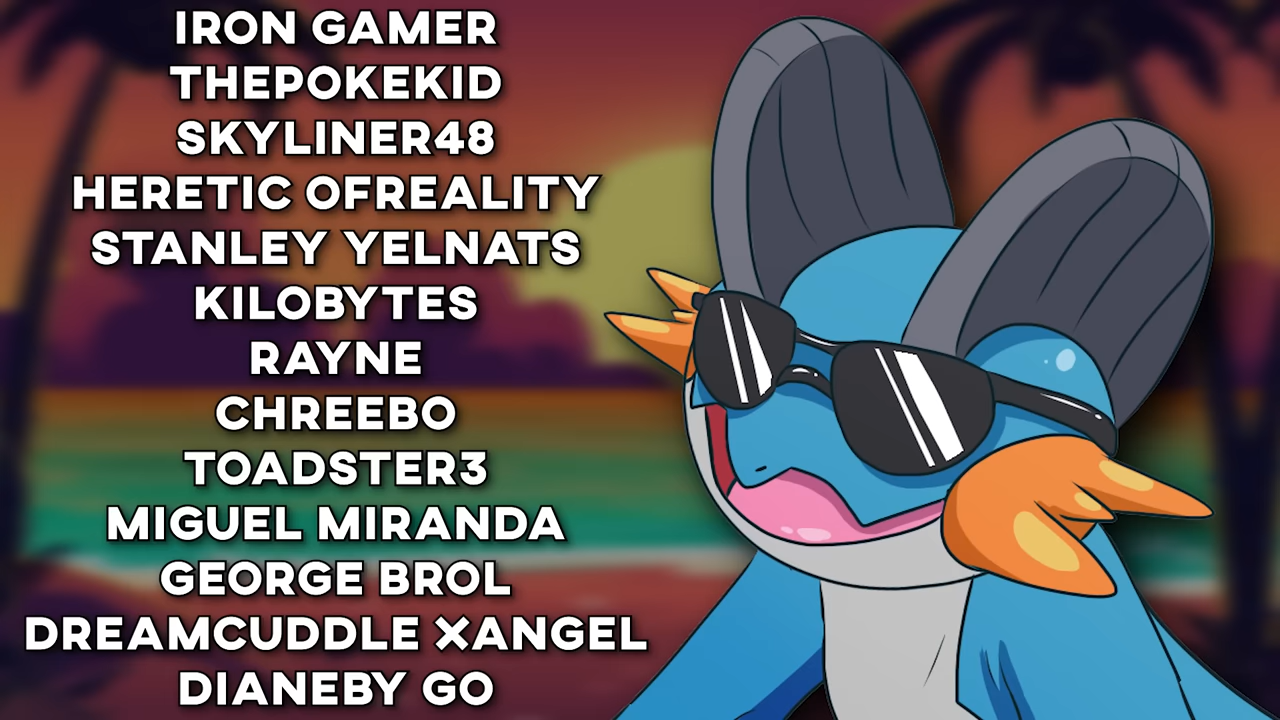 IRON GAMER
THEPOKEKID
SKYLINER48
HERETIC OFREALITY
STANLEY YELNATS
KILOBYTES
RAYNE
CHREEBO
TOADSTER3
MIGUEL MIRANDA
GEORGE BROL
DREAMCUDDLE XANGEL
DIANEBY GO